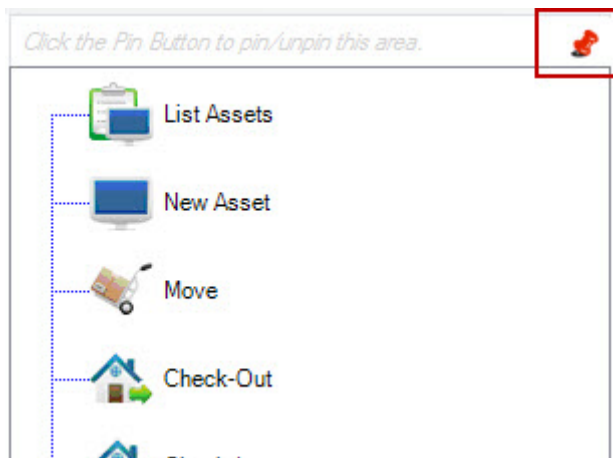 Click the Pin Button to pin/unpin this area.
List Assets
New Asset
Move
Check-Out